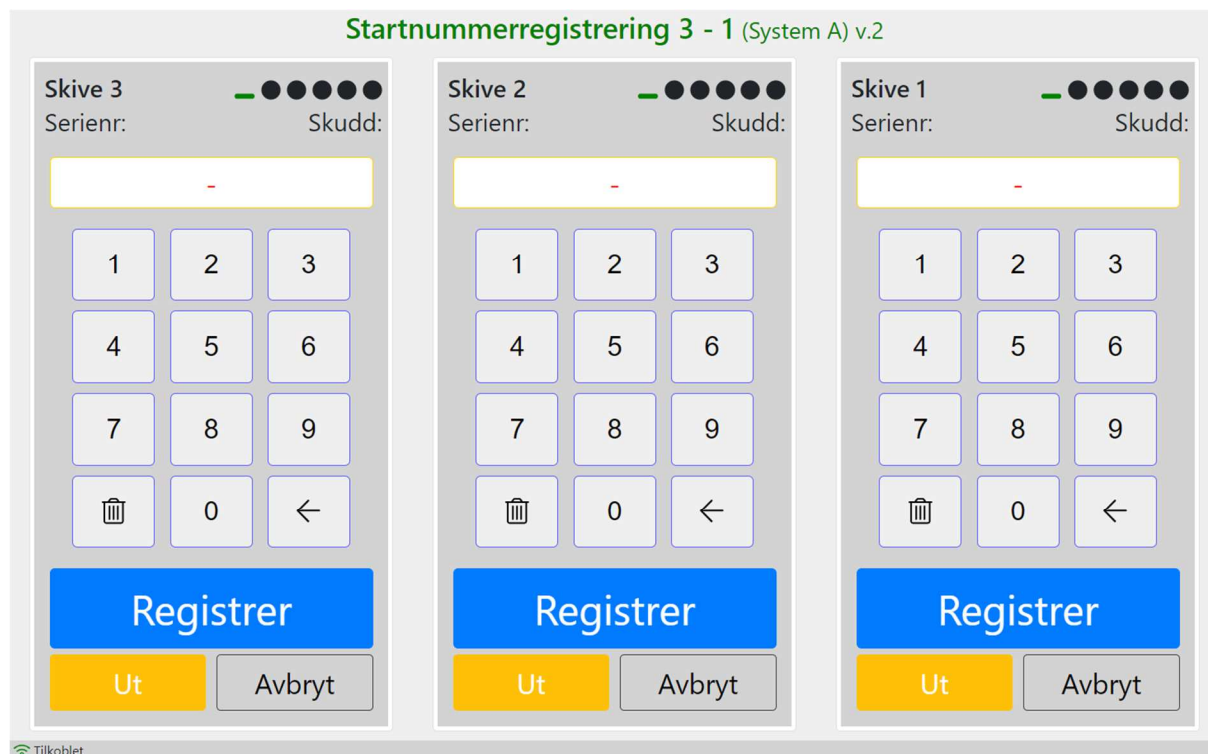 Startnummerregistrering 3 - 1 (System A) v.2
Skive 3
Serienr: Skudd:
-
1 2 3
4 5 6
7 8 9
0
Registrer
Ut Avbryt
Skive 2
Serienr: Skudd:
-
1 2 3
4 5 6
7 8 9
0
Registrer
Ut Avbryt
Skive 1
Serienr: Skudd:
-
1 2 3
4 5 6
7 8 9
0
Registrer
Ut Avbryt
Tilkoblet